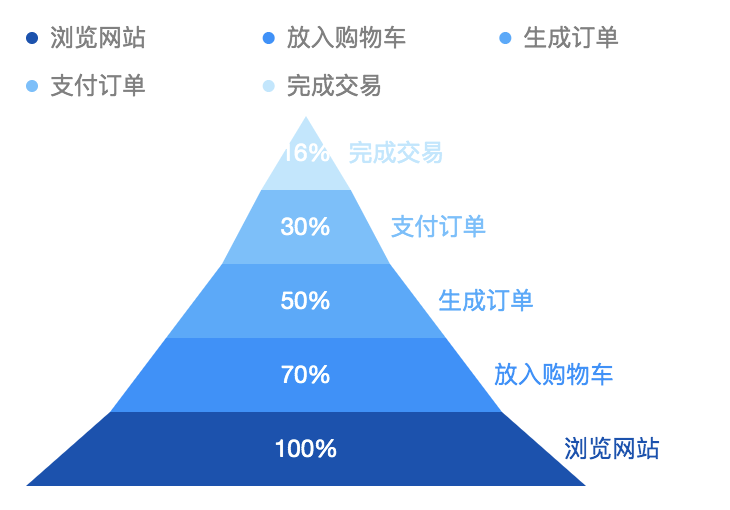 浏览网站 放入购物车 生成订单
支付订单 完成交易
16% 完成交易
30% 支付订单
50% 生成订单
70% 放入购物车
100% 浏览网站